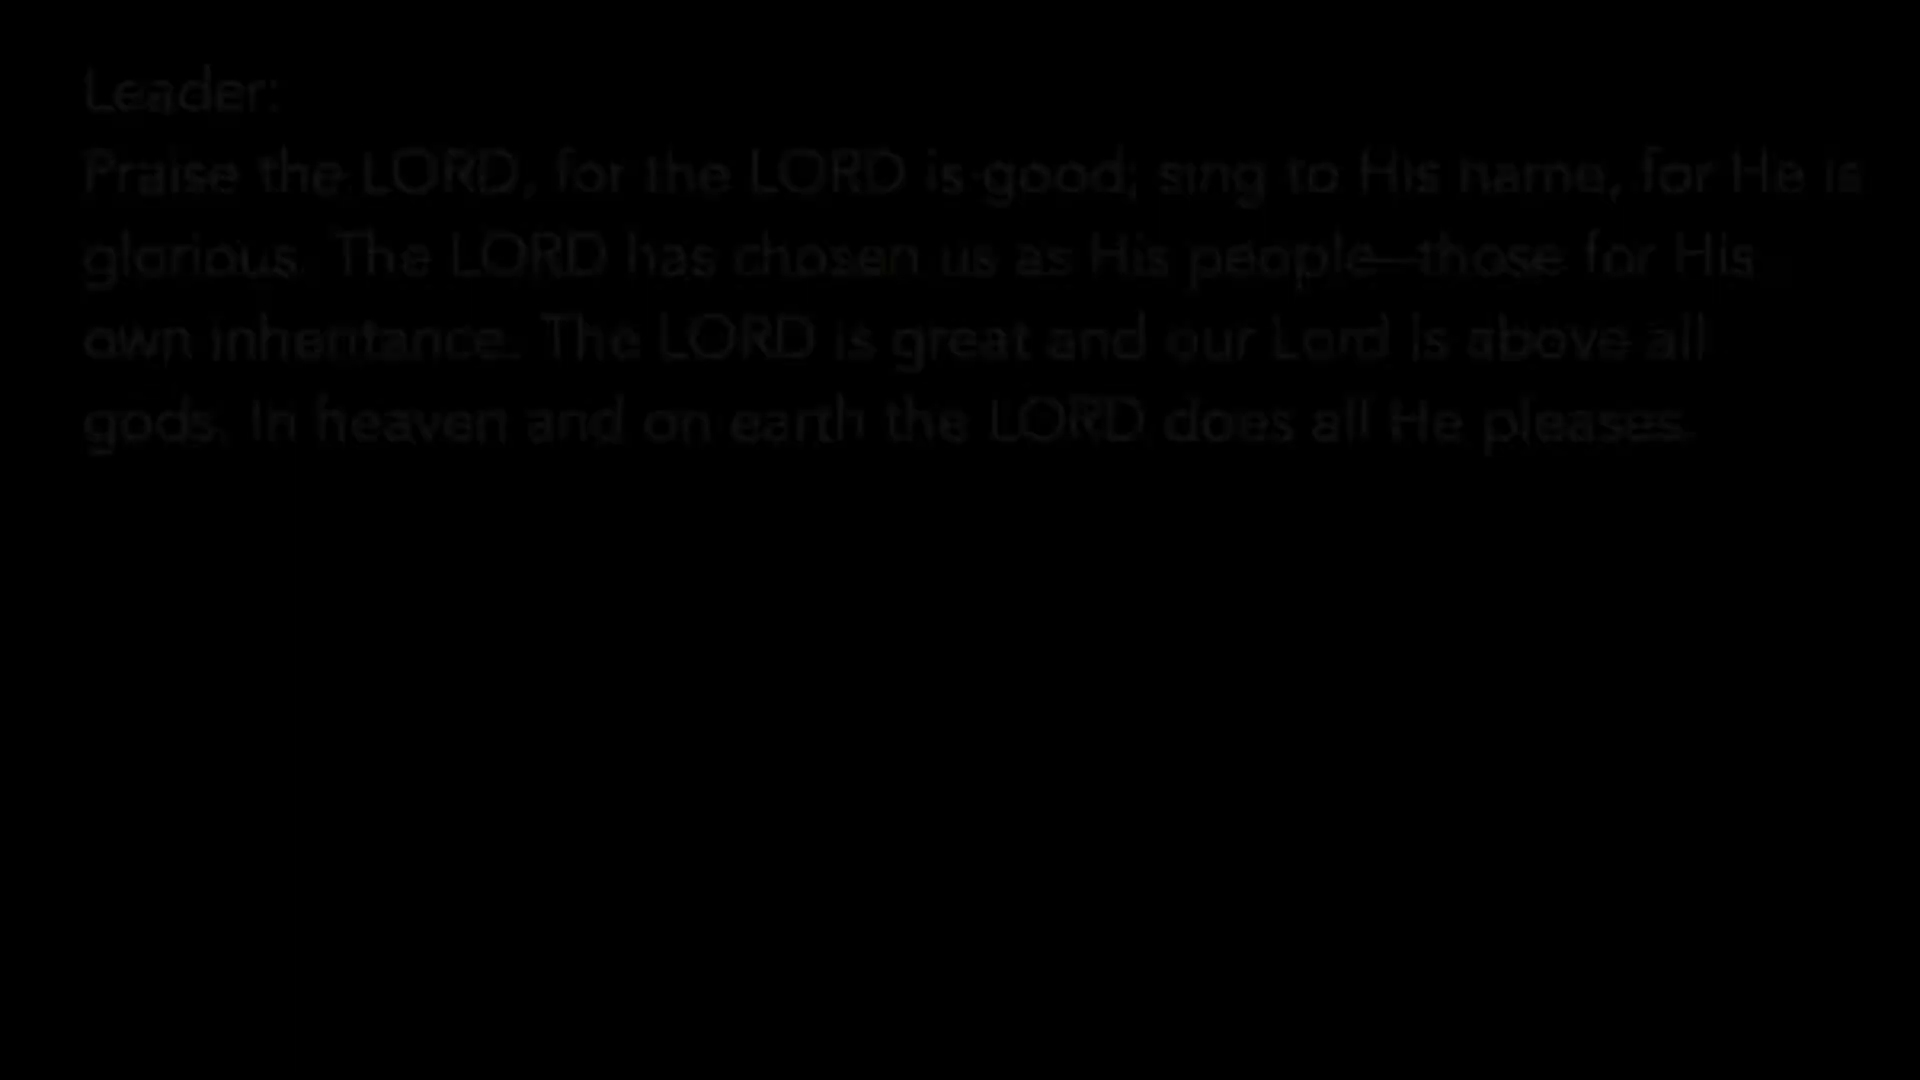 Leader:
Praise the LORD, for the LORD is good; sing to His name, for He is
glorious. The LORD has chosen us as His people—those for His
own inheritance. The LORD is great and our Lord is above all
gods. In heaven and on earth the LORD does all He pleases.